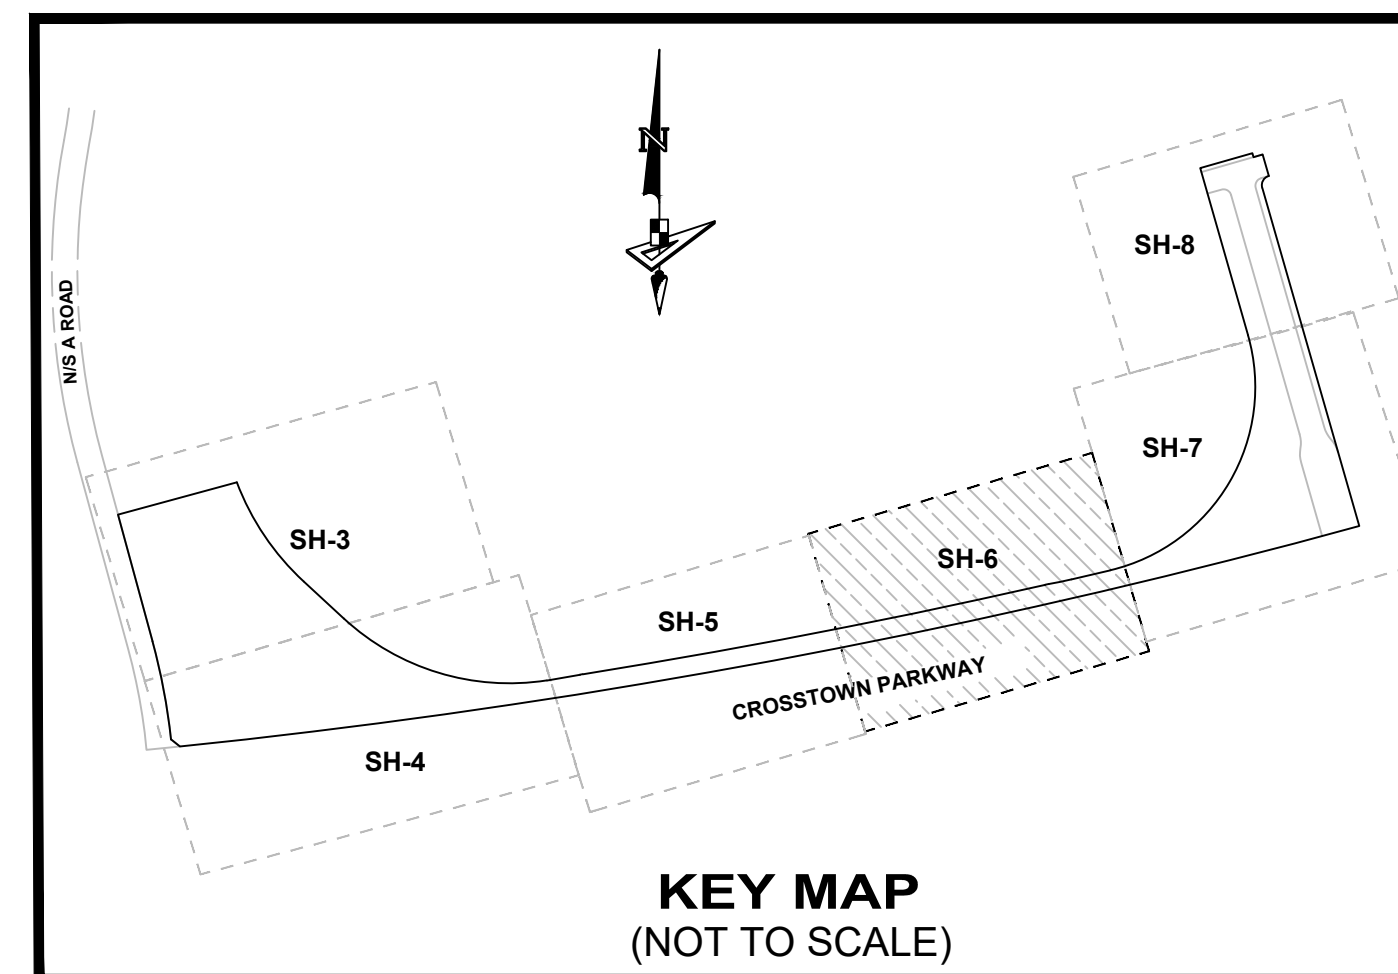 N
SH-8
N/S A ROAD
SH-7
SH-3
SH-6
SH-5
CROSSTOWN PARKWAY
SH-4
KEY MAP
(NOT TO SCALE)